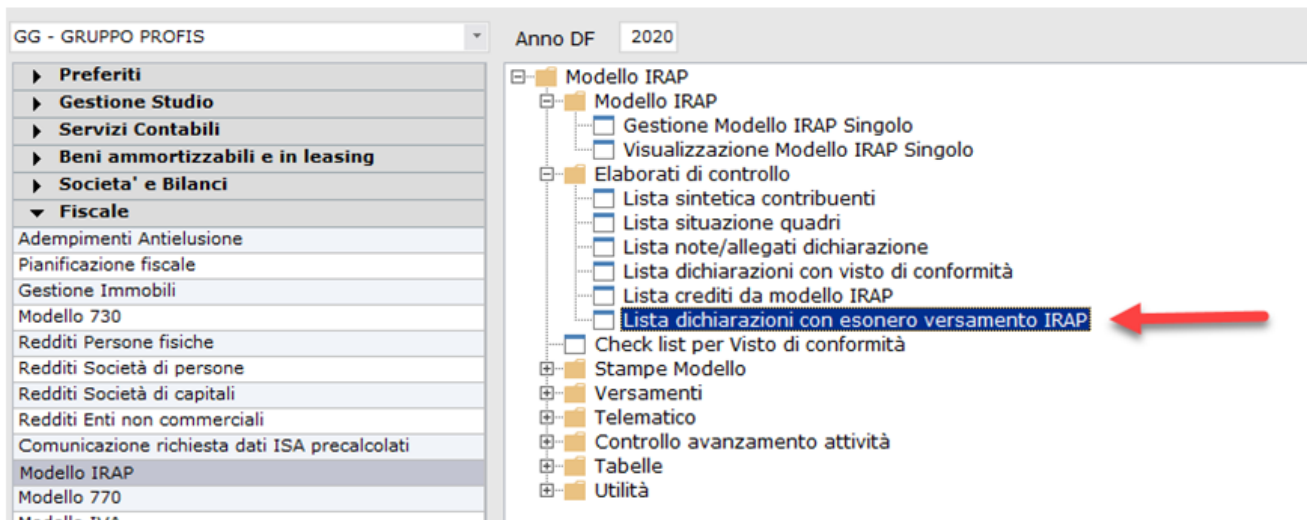 GG - GRUPPO PROFIS
Anno DF 2020
Preferiti
Gestione Studio
Servizi Contabili
Beni ammortizzabili e in leasing
Societa' e Bilanci
Fiscale
Adempimenti Antielusione
Pianificazione fiscale
Gestione Immobili
Modello 730
Redditi Persone fisiche
Redditi Società di persone
Redditi Società di capitali
Redditi Enti non commerciali
Comunicazione richiesta dati ISA precalcolati
Modello IRAP
Modello 770
Modello IVA
Modello IRAP
Modello IRAP
Gestione Modello IRAP Singolo
Visualizzazione Modello IRAP Singolo
Elaborati di controllo
Lista sintetica contribuenti
Lista situazione quadri
Lista note/allegati dichiarazione
Lista dichiarazioni con visto di conformità
Lista crediti da modello IRAP
Lista dichiarazioni con esonero versamento IRAP
Check list per Visto di conformità
Stampe Modello
Versamenti
Telematico
Controllo avanzamento attività
Tabelle
Utilità